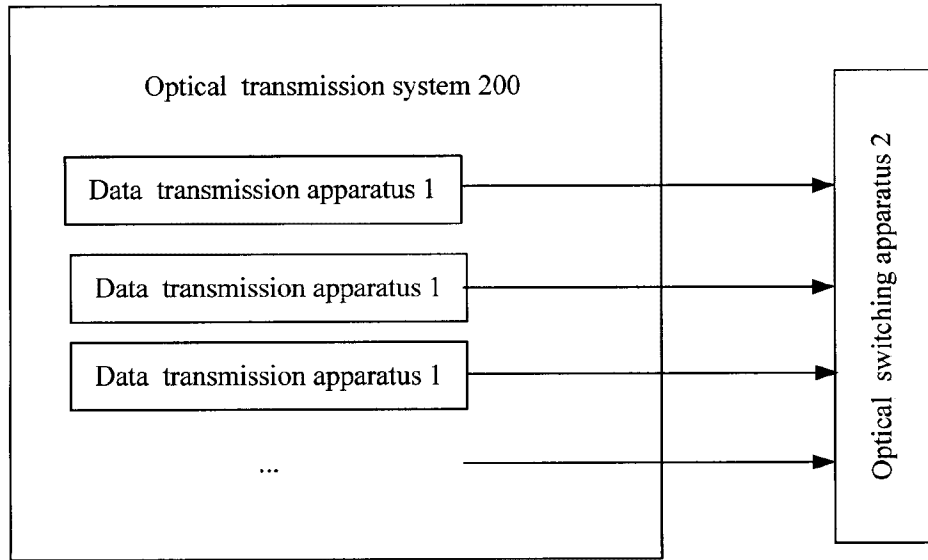 Optical transmission system 200
Data transmission apparatus 1
Data transmission apparatus 1
Data transmission apparatus 1
...
Optical switching apparatus 2